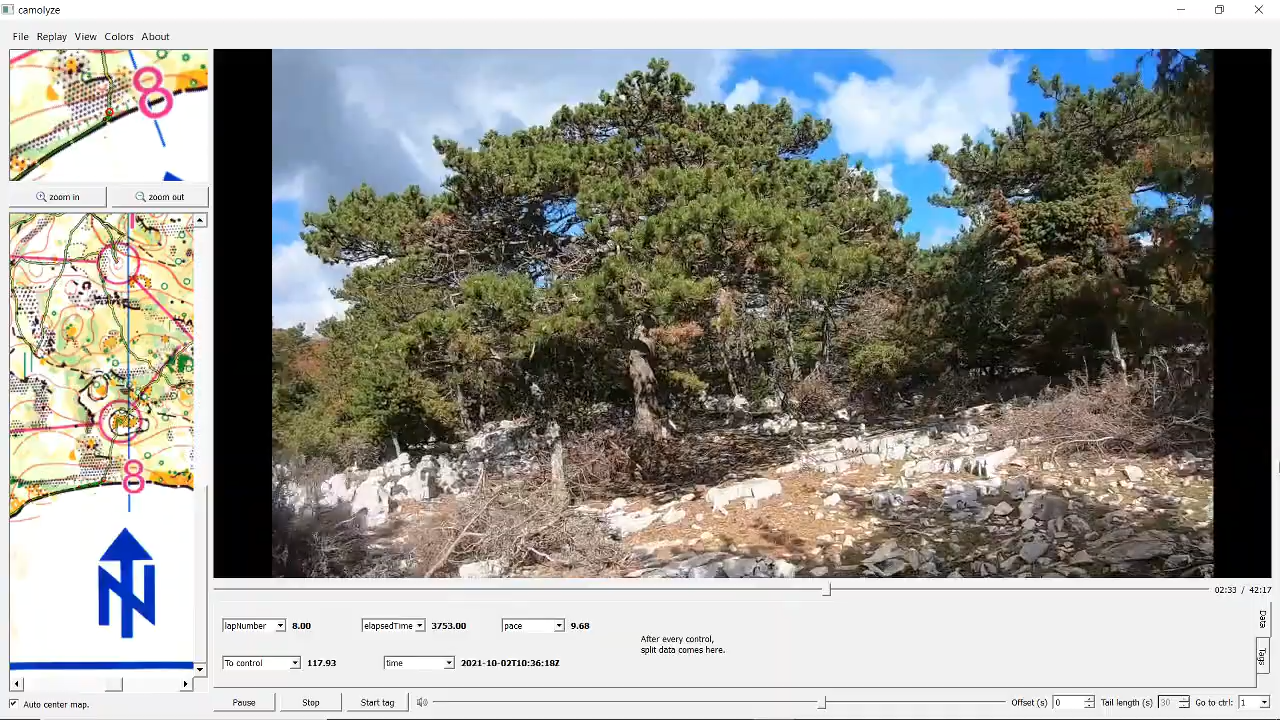 camolyze
File Replay View Colors About
8
zoom in zoom out
8
N
02:33 / 42:17
Data
Tags
lapNumber 8.00 elapsedTime 3753.00 pace 9.68
After every control,
split data comes here.
To control 117.93 time 2021-10-02T10:36:18Z
Auto center map.
Pause Stop Start tag Offset (s) 0 Tail length (s) 30 Go to ctrl: 1